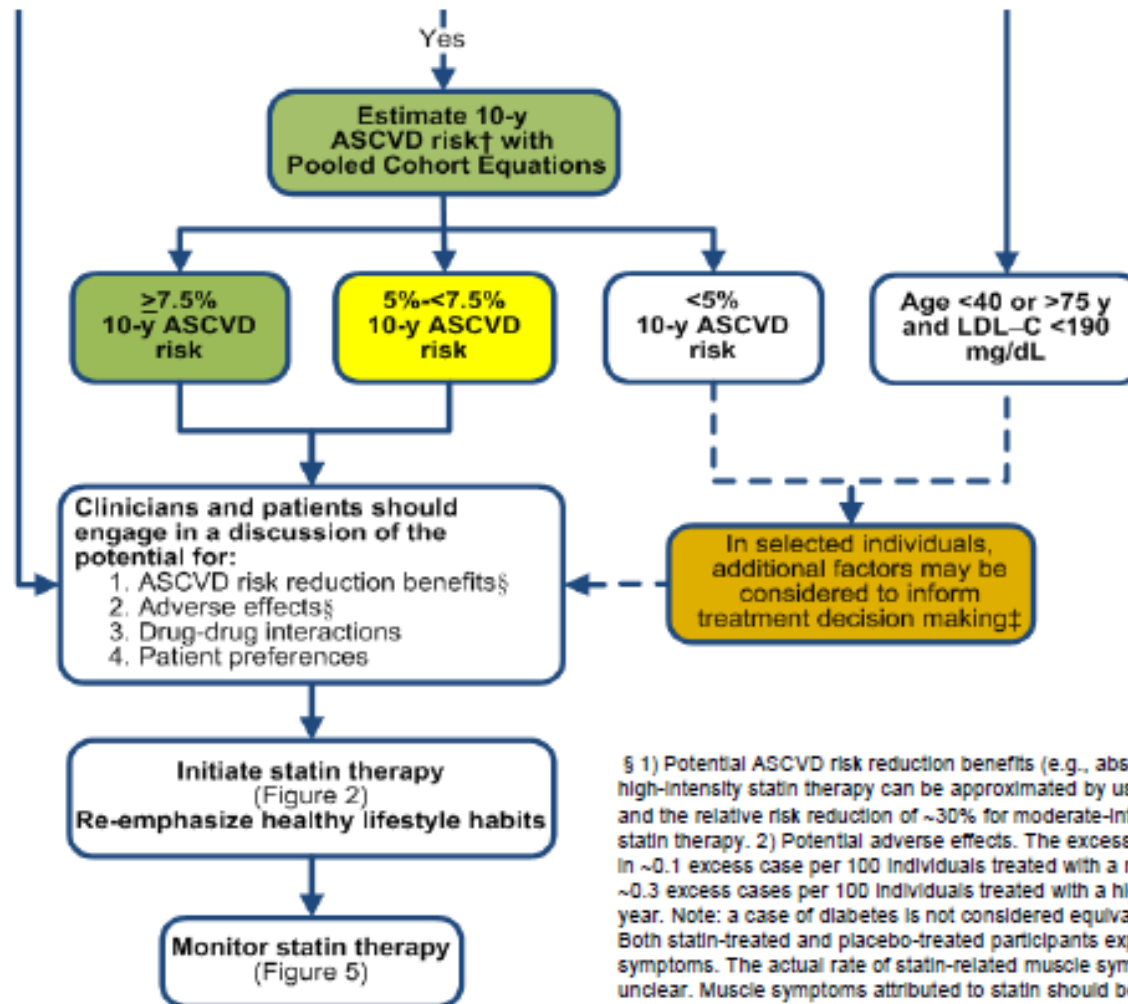 Yes
Estimate 10-y
ASCVD risk† with
Pooled Cohort Equations
≥7.5%
10-y ASCVD
risk
5%-<7.5%
10-y ASCVD
risk
<5%
10-y ASCVD
risk
Age <40 or >75 y
and LDL–C <190
mg/dL
Clinicians and patients should
engage in a discussion of the
potential for:
1. ASCVD risk reduction benefits§
2. Adverse effects§
3. Drug-drug interactions
4. Patient preferences
In selected individuals,
additional factors may be
considered to inform
treatment decision making‡
Initiate statin therapy
(Figure 2)
Re-emphasize healthy lifestyle habits
Monitor statin therapy
(Figure 5)
§ 1) Potential ASCVD risk reduction benefits (e.g., abs
high-intensity statin therapy can be approximated by us
and the relative risk reduction of ~30% for moderate-in
statin therapy. 2) Potential adverse effects. The excess
in ~0.1 excess case per 100 individuals treated with a
~0.3 excess cases per 100 individuals treated with a hi
year. Note: a case of diabetes is not considered equiva
Both statin-treated and placebo-treated participants exp
symptoms. The actual rate of statin-related muscle sym
unclear. Muscle symptoms attributed to statin should b